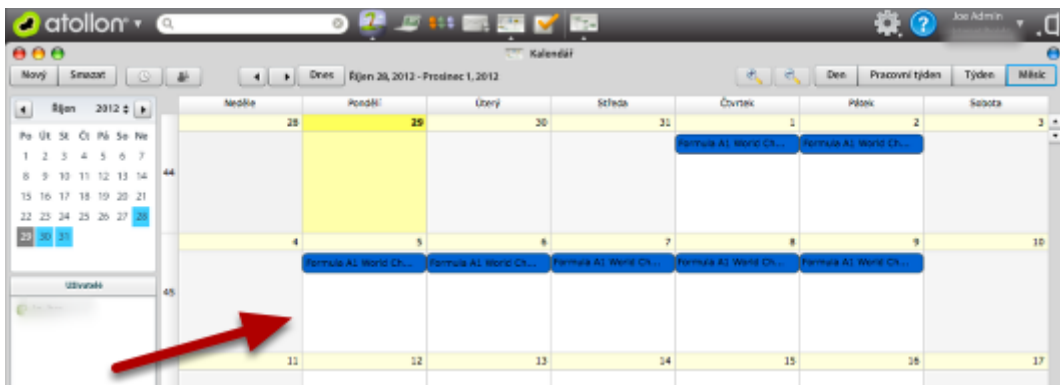 atollon
Joe Admin
Kalendář
Nový Smazat Dnes Říjen 28, 2012 - Prosinec 1, 2012 Den Pracovní týden Týden Měsíc
Říjen 2012
Po Út St Čt Pá So Ne
1 2 3 4 5 6 7
8 9 10 11 12 13 14
15 16 17 18 19 20 21
22 23 24 25 26 27 28
29 30 31
Uživatelé
Neděle Pondělí Úterý Středa Čtvrtek Pátek Sobota
28 29 30 31 1 2 3
44
Formula A1 World Ch... Formula A1 World Ch...
4 5 6 7 8 9 10
45
Formula A1 World Ch... Formula A1 World Ch... Formula A1 World Ch... Formula A1 World Ch... Formula A1 World Ch...
11 12 13 14 15 16 17